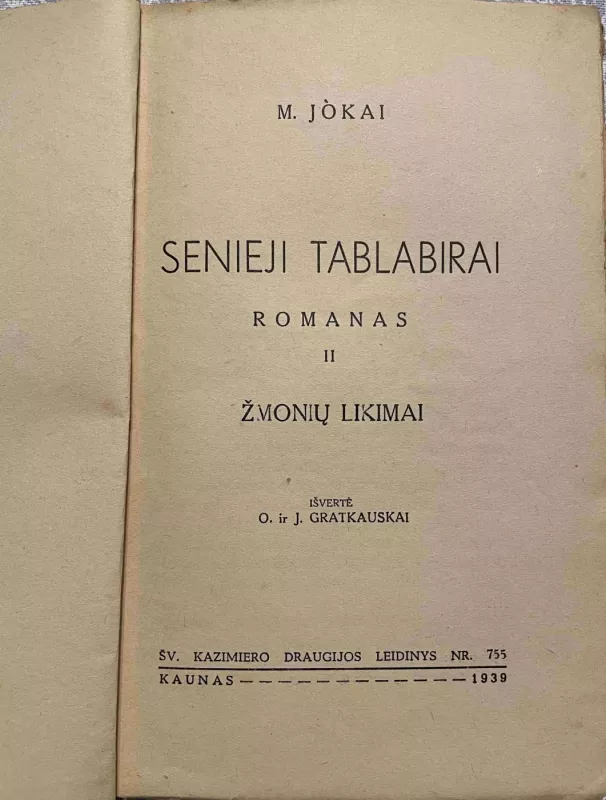 M. JÒKAI
SENIEJI TABLABIRAI
ROMANAS
II
ŽMONIŲ LIKIMAI
IŠVERTĖ
O. ir J. GRATKAUSKAI
ŠV. KAZIMIERO DRAUGIJOS LEIDINYS NR. 755
KAUNAS — — — — — — — — — — — — 1939